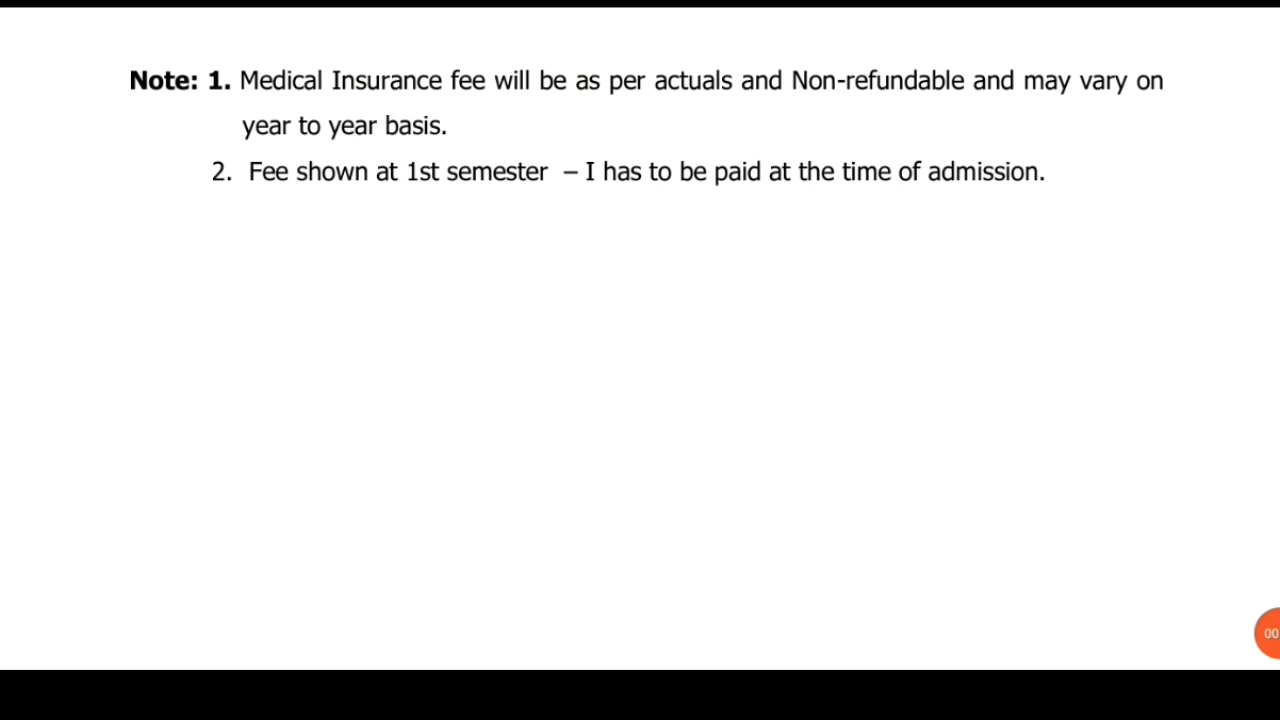 Note: 1. Medical Insurance fee will be as per actuals and Non-refundable and may vary on
year to year basis.
2. Fee shown at 1st semester – I has to be paid at the time of admission.
00